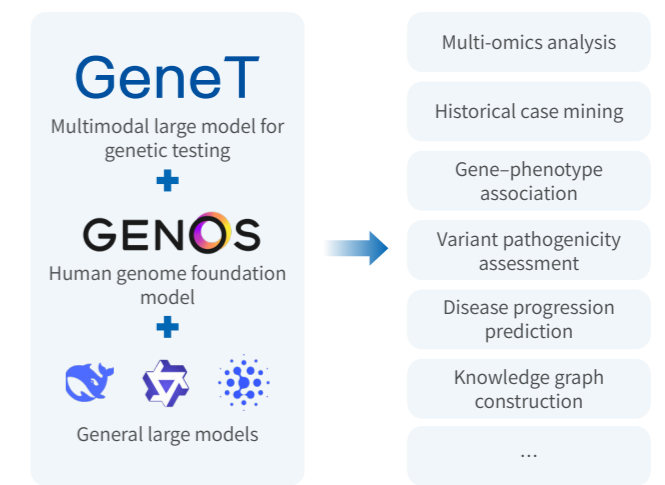 GeneT
Multimodal large model for
genetic testing
GENOS
Human genome foundation
model
General large models
Multi-omics analysis
Historical case mining
Gene–phenotype
association
Variant pathogenicity
assessment
Disease progression
prediction
Knowledge graph
construction
…